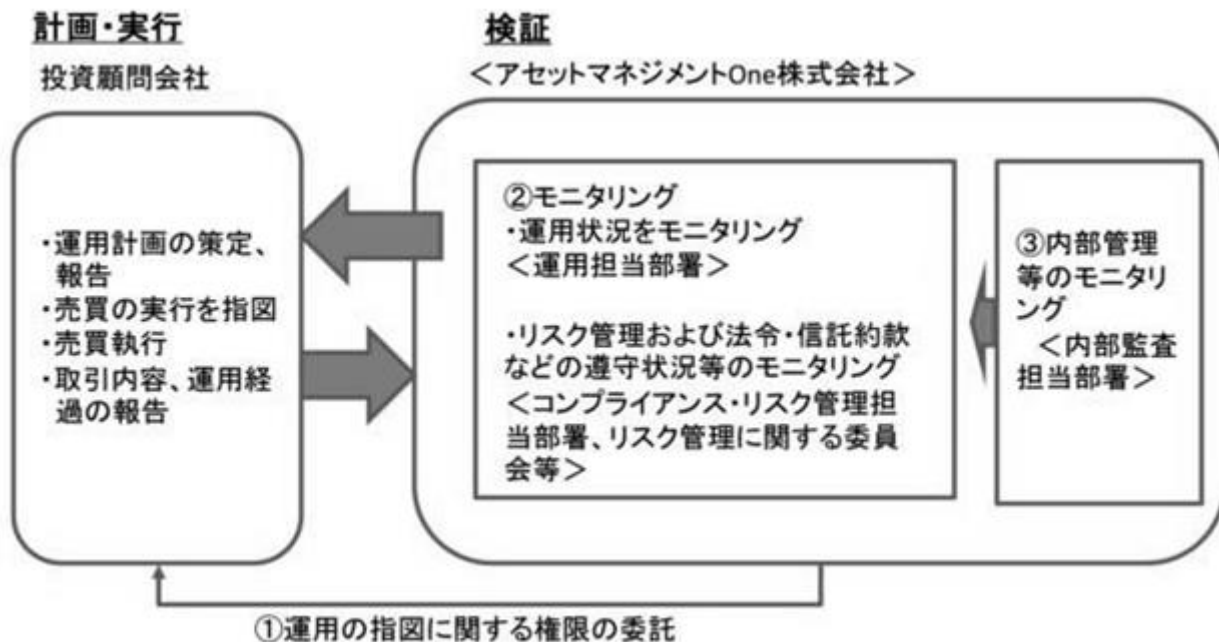 計画・実行
投資顧問会社
・運用計画の策定、
報告
・売買の実行を指図
・売買執行
・取引内容、運用経
過の報告
検証
＜アセットマネジメントOne株式会社＞
②モニタリング
・運用状況をモニタリング
＜運用担当部署＞
・リスク管理および法令・信託約款
などの遵守状況等のモニタリング
＜コンプライアンス・リスク管理担
当部署、リスク管理に関する委員
会等＞
③内部管理
等のモニタリ
ング
＜内部監査
担当部署＞
①運用の指図に関する権限の委託